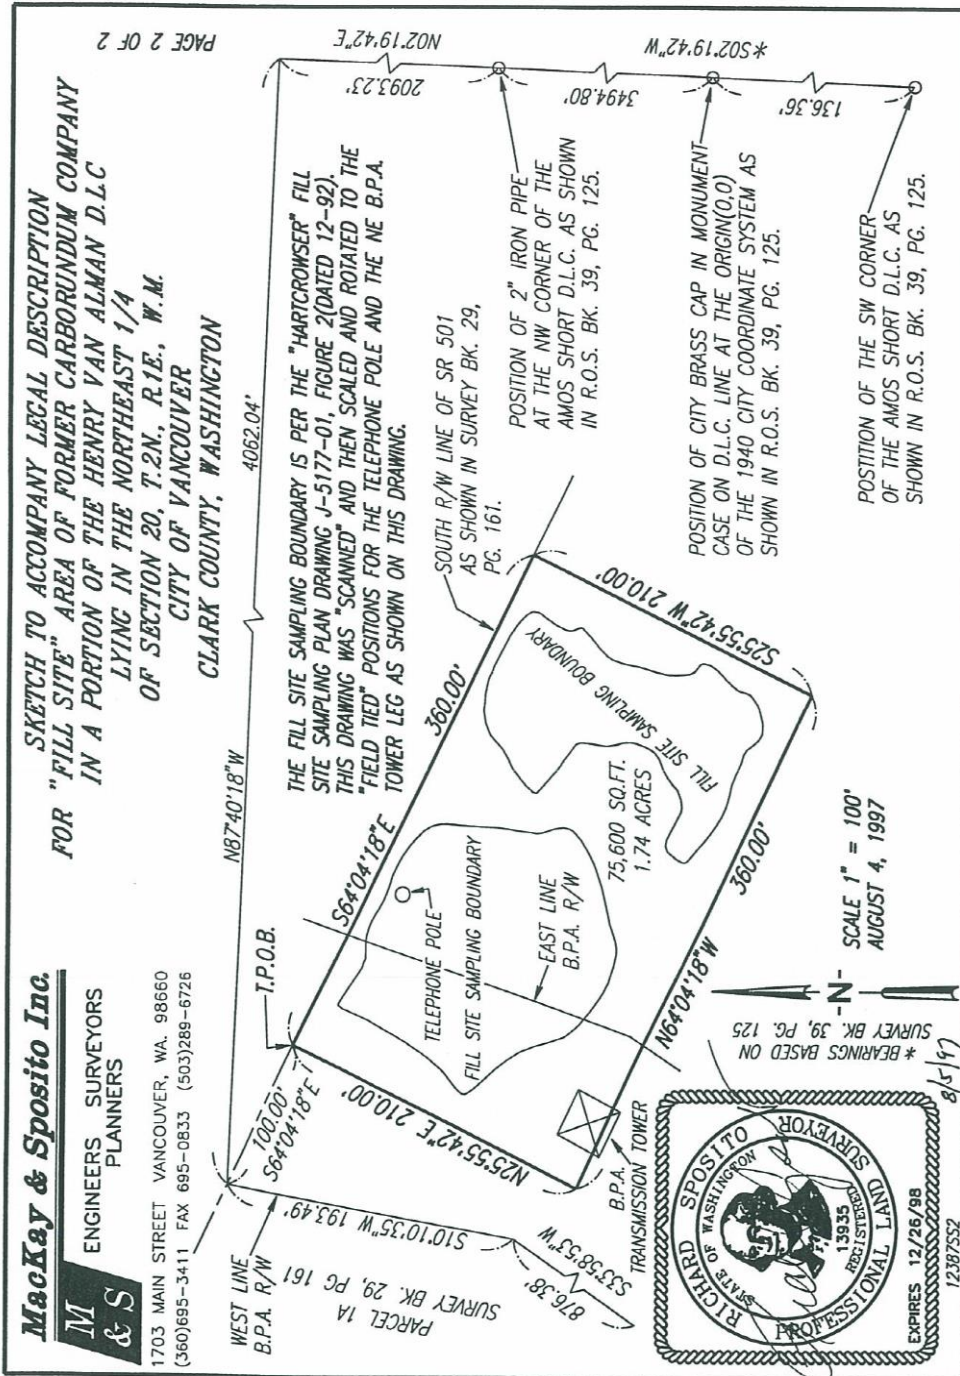 MacKay & Sposito Inc.
M & S
ENGINEERS SURVEYORS
PLANNERS
1703 MAIN STREET VANCOUVER, WA. 98660
(360)695-3411 FAX 695-0833 (503)289-6726
SKETCH TO ACCOMPANY LEGAL DESCRIPTION
FOR "FILL SITE" AREA OF FORMER CARBORUNDUM COMPANY
IN A PORTION OF THE HENRY VAN ALMAN D.L.C
LYING IN THE NORTHEAST 1/4
OF SECTION 20, T.2N., R.1E., W.M.
CITY OF VANCOUVER
CLARK COUNTY, WASHINGTON
PAGE 2 OF 2
N87°40'18"W
4062.04'
N02°19'42"E
2093.23'
3494.80'
*S02°19'42"W
136.36'
THE FILL SITE SAMPLING BOUNDARY IS PER THE "HARTCROWSER" FILL
SITE SAMPLING PLAN DRAWING J-5177-01, FIGURE 2(DATED 12-92).
THIS DRAWING WAS "SCANNED" AND THEN SCALED AND ROTATED TO THE
"FIELD TIED" POSITIONS FOR THE TELEPHONE POLE AND THE NE B.P.A.
TOWER LEG AS SHOWN ON THIS DRAWING.
SOUTH R/W LINE OF SR 501
AS SHOWN IN SURVEY BK. 29,
PG. 161.
POSITION OF 2" IRON PIPE
AT THE NW CORNER OF THE
AMOS SHORT D.L.C. AS SHOWN
IN R.O.S. BK. 39, PG. 125.
POSITION OF CITY BRASS CAP IN MONUMENT
CASE ON D.L.C. LINE AT THE ORIGIN(0,0)
OF THE 1940 CITY COORDINATE SYSTEM AS
SHOWN IN R.O.S. BK. 39, PG. 125.
POSTITION OF THE SW CORNER
OF THE AMOS SHORT D.L.C. AS
SHOWN IN R.O.S. BK. 39, PG. 125.
WEST LINE
B.P.A. R/W
100.00'
S64°04'18"E
T.P.O.B.
S64°04'18"E
360.00'
S25°55'42"W 210.00'
N25°55'42"E 210.00'
N64°04'18"W
360.00'
TELEPHONE POLE
FILL SITE SAMPLING BOUNDARY
EAST LINE
B.P.A. R/W
75,600 SQ.FT.
1.74 ACRES
FILL SITE SAMPLING BOUNDARY
PARCEL 1A
SURVEY BK. 29, PG 161
S10°10'35"W 193.49'
S33°58'53"W
876.38'
B.P.A.
TRANSMISSION TOWER
* BEARINGS BASED ON
SURVEY BK. 39, PG. 125
-N-
SCALE 1" = 100'
AUGUST 4, 1997
RICHARD SPOSITO
STATE OF WASHINGTON
13935
REGISTERED
PROFESSIONAL LAND SURVEYOR
EXPIRES 12/26/98
8/5/97
12387SS2